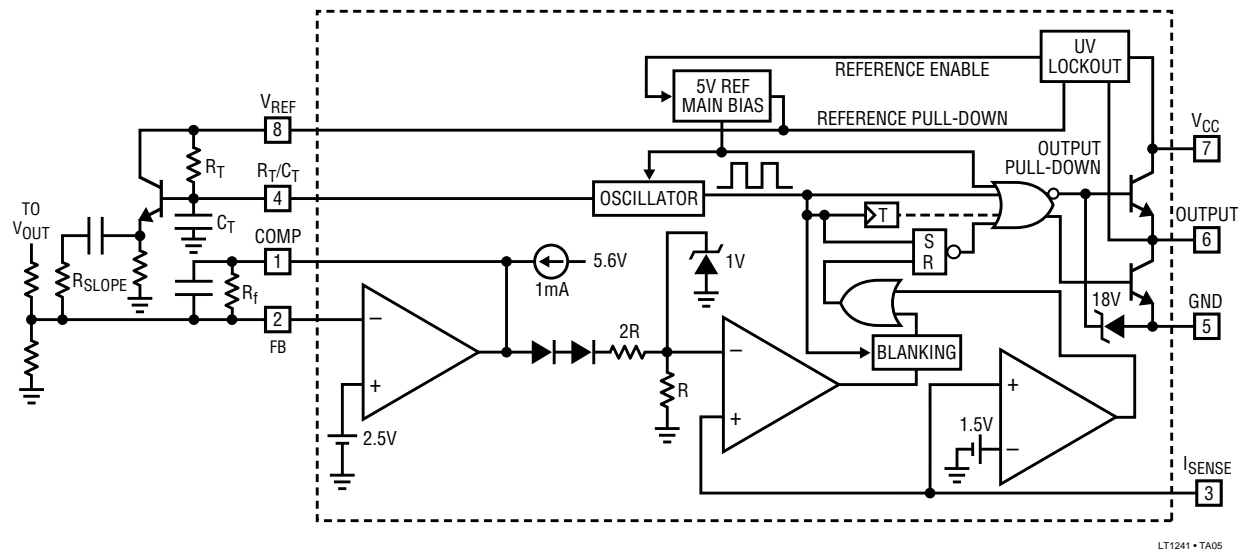 UV
LOCKOUT
REFERENCE ENABLE
5V REF
MAIN BIAS
VREF
8
REFERENCE PULL-DOWN
VCC
7
OUTPUT
PULL-DOWN
RT
RT/CT
4
OSCILLATOR
T
OUTPUT
6
TO
VOUT
CT
COMP
1
S
R
5.6V
1mA
1V
RSLOPE
Rf
18V
GND
5
2
FB
–
2R
–
BLANKING
+
R
+
+
2.5V
1.5V
–
ISENSE
3
LT1241 • TA05